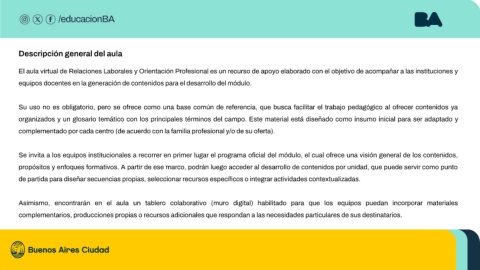 /educacionBA
BA
Descripción general del aula
El aula virtual de Relaciones Laborales y Orientación Profesional es un recurso de apoyo elaborado con el objetivo de acompañar a las instituciones y
equipos docentes en la generación de contenidos para el desarrollo del módulo.
Su uso no es obligatorio, pero se ofrece como una base común de referencia, que busca facilitar el trabajo pedagógico al ofrecer contenidos ya
organizados y un glosario temático con los principales términos del campo. Este material está diseñado como insumo inicial para ser adaptado y
complementado por cada centro (de acuerdo con la familia profesional y/o de su oferta).
Se invita a los equipos institucionales a recorrer en primer lugar el programa oficial del módulo, el cual ofrece una visión general de los contenidos,
propósitos y enfoques formativos. A partir de ese marco, podrán luego acceder al desarrollo de contenidos por unidad, que puede servir como punto
de partida para diseñar secuencias propias, seleccionar recursos específicos o integrar actividades contextualizadas.
Asimismo, encontrarán en el aula un tablero colaborativo (muro digital) habilitado para que los equipos puedan incorporar materiales
complementarios, producciones propias o recursos adicionales que respondan a las necesidades particulares de sus destinatarios.
Buenos Aires Ciudad